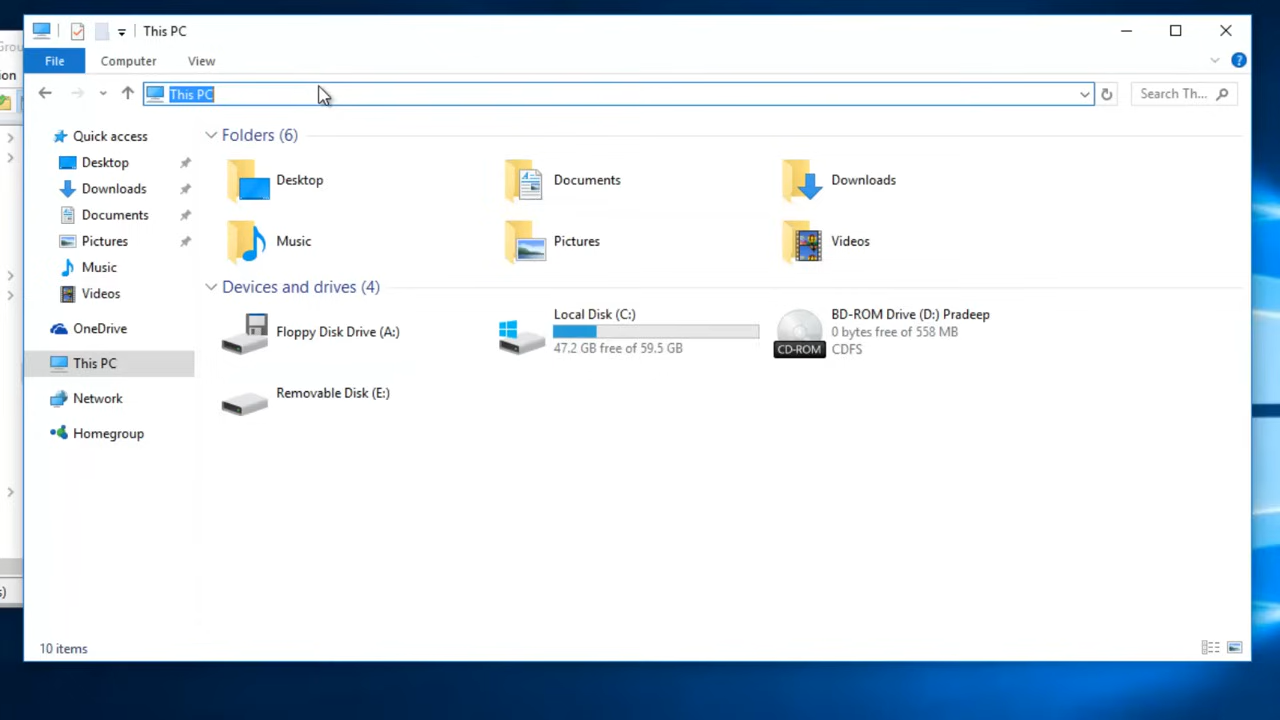 This PC
File Computer View
This PC
Search Th...
Quick access
Desktop
Downloads
Documents
Pictures
Music
Videos
OneDrive
This PC
Network
Homegroup
Folders (6)
Desktop
Documents
Downloads
Music
Pictures
Videos
Devices and drives (4)
Floppy Disk Drive (A:)
Local Disk (C:)
47.2 GB free of 59.5 GB
BD-ROM Drive (D:) Pradeep
0 bytes free of 558 MB
CDFS
CD-ROM
Removable Disk (E:)
10 items
Grou
ion
s)